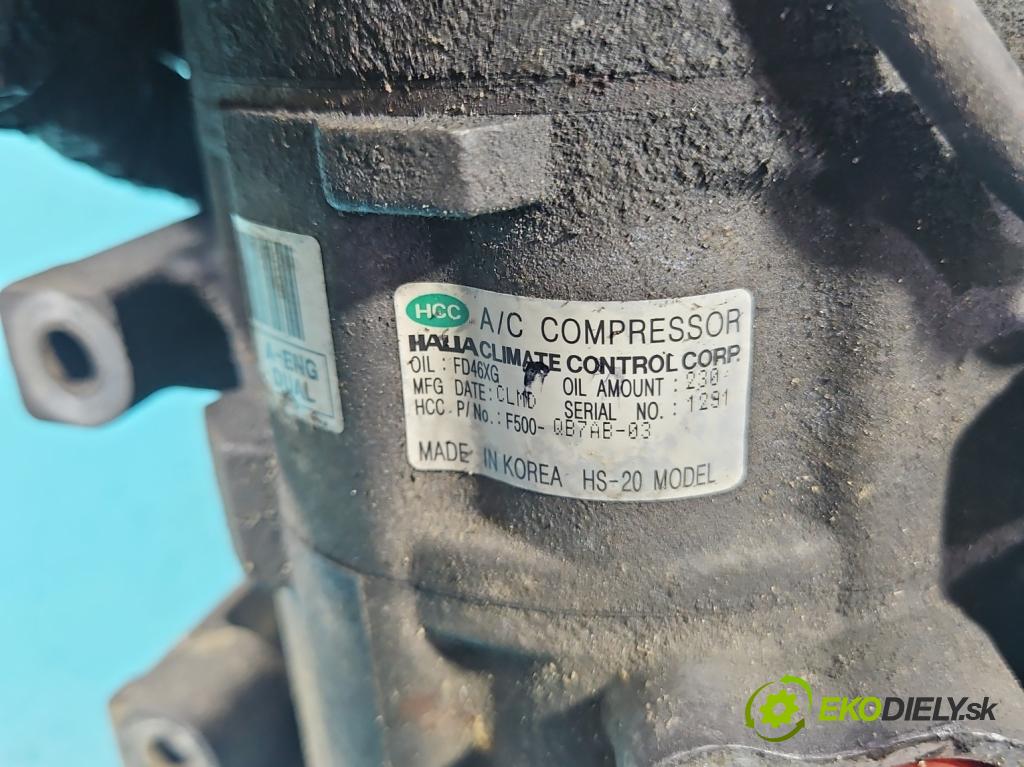 HCC A/C COMPRESSOR
HALLA CLIMATE CONTROL CORP.
OIL : FD46XG OIL AMOUNT : 230
MFG DATE : CLMD SERIAL NO. : 1291
HCC P/No. : F500-QB7AB-03
MADE IN KOREA HS-20 MODEL
A-ENG
DUAL
EKODIELY.sk